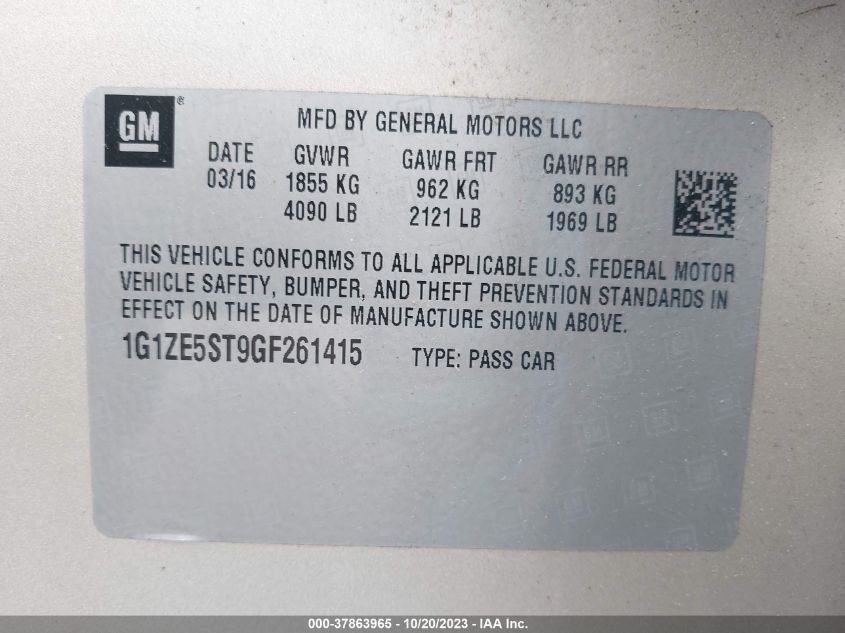 GM®
MFD BY GENERAL MOTORS LLC
DATE GVWR GAWR FRT GAWR RR
03/16 1855 KG 962 KG 893 KG
4090 LB 2121 LB 1969 LB
THIS VEHICLE CONFORMS TO ALL APPLICABLE U.S. FEDERAL MOTOR
VEHICLE SAFETY, BUMPER, AND THEFT PREVENTION STANDARDS IN
EFFECT ON THE DATE OF MANUFACTURE SHOWN ABOVE.
1G1ZE5ST9GF261415 TYPE: PASS CAR
000-37863965 - 10/20/2023 - IAA Inc.